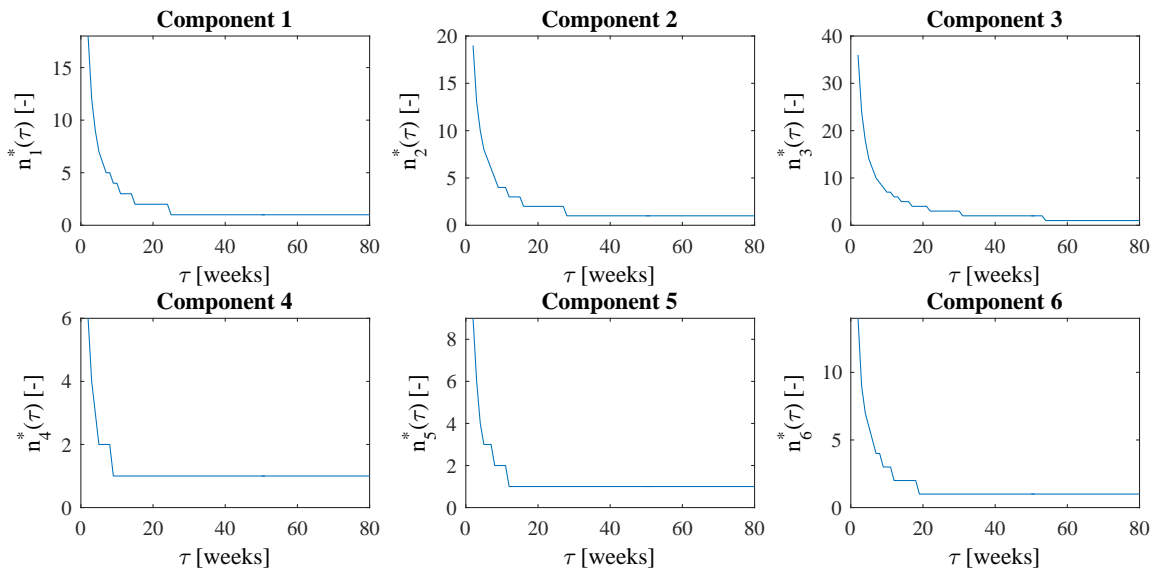 Component 1
n*1(τ) [-]
15
10
5
0
0 20 40 60 80
τ [weeks]
Component 2
n*2(τ) [-]
20
15
10
5
0
0 20 40 60 80
τ [weeks]
Component 3
n*3(τ) [-]
40
30
20
10
0
0 20 40 60 80
τ [weeks]
Component 4
n*4(τ) [-]
6
4
2
0
0 20 40 60 80
τ [weeks]
Component 5
n*5(τ) [-]
8
6
4
2
0
0 20 40 60 80
τ [weeks]
Component 6
n*6(τ) [-]
10
5
0
0 20 40 60 80
τ [weeks]